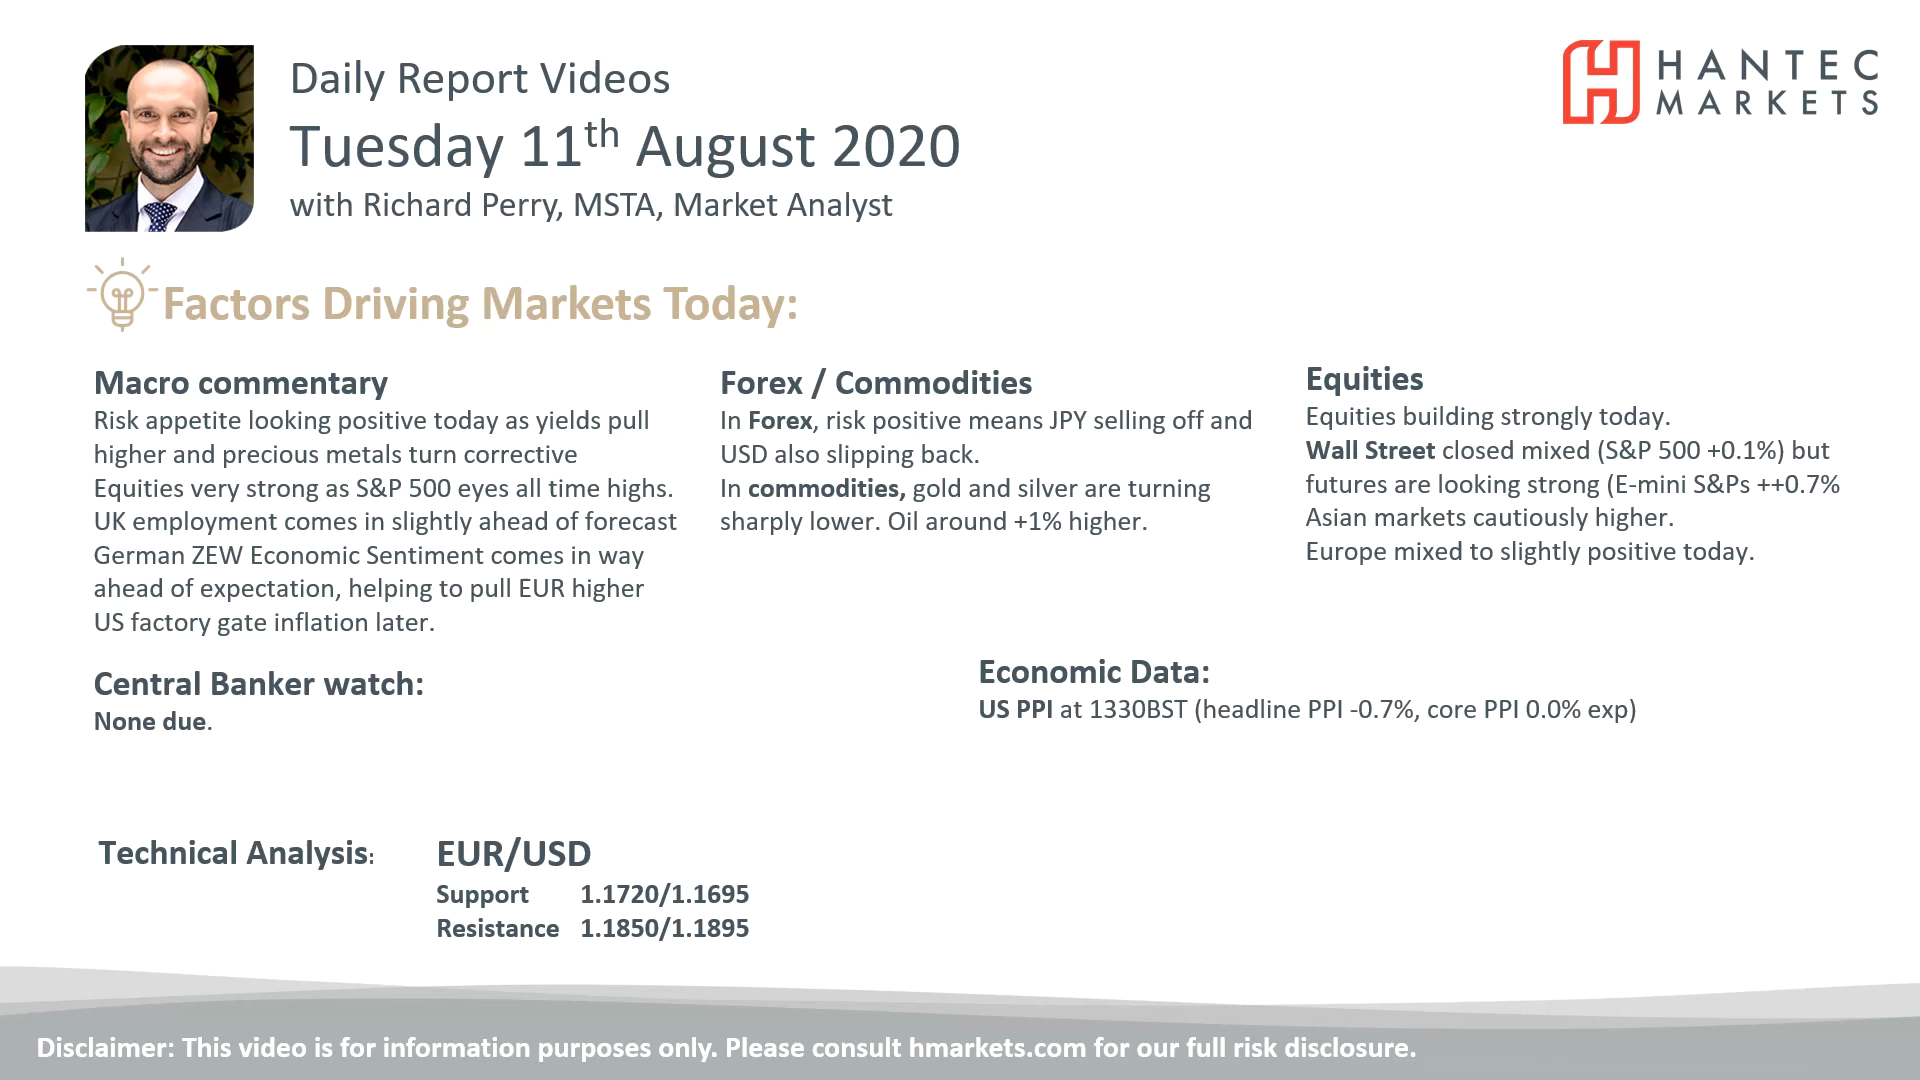 Daily Report Videos
Tuesday 11th August 2020
with Richard Perry, MSTA, Market Analyst
HANTEC
MARKETS
Factors Driving Markets Today:
Macro commentary
Risk appetite looking positive today as yields pull
higher and precious metals turn corrective
Equities very strong as S&P 500 eyes all time highs.
UK employment comes in slightly ahead of forecast
German ZEW Economic Sentiment comes in way
ahead of expectation, helping to pull EUR higher
US factory gate inflation later.
Forex / Commodities
In Forex, risk positive means JPY selling off and
USD also slipping back.
In commodities, gold and silver are turning
sharply lower. Oil around +1% higher.
Equities
Equities building strongly today.
Wall Street closed mixed (S&P 500 +0.1%) but
futures are looking strong (E-mini S&Ps ++0.7%
Asian markets cautiously higher.
Europe mixed to slightly positive today.
Central Banker watch:
None due.
Economic Data:
US PPI at 1330BST (headline PPI -0.7%, core PPI 0.0% exp)
Technical Analysis:
EUR/USD
Support 1.1720/1.1695
Resistance 1.1850/1.1895
Disclaimer: This video is for information purposes only. Please consult hmarkets.com for our full risk disclosure.